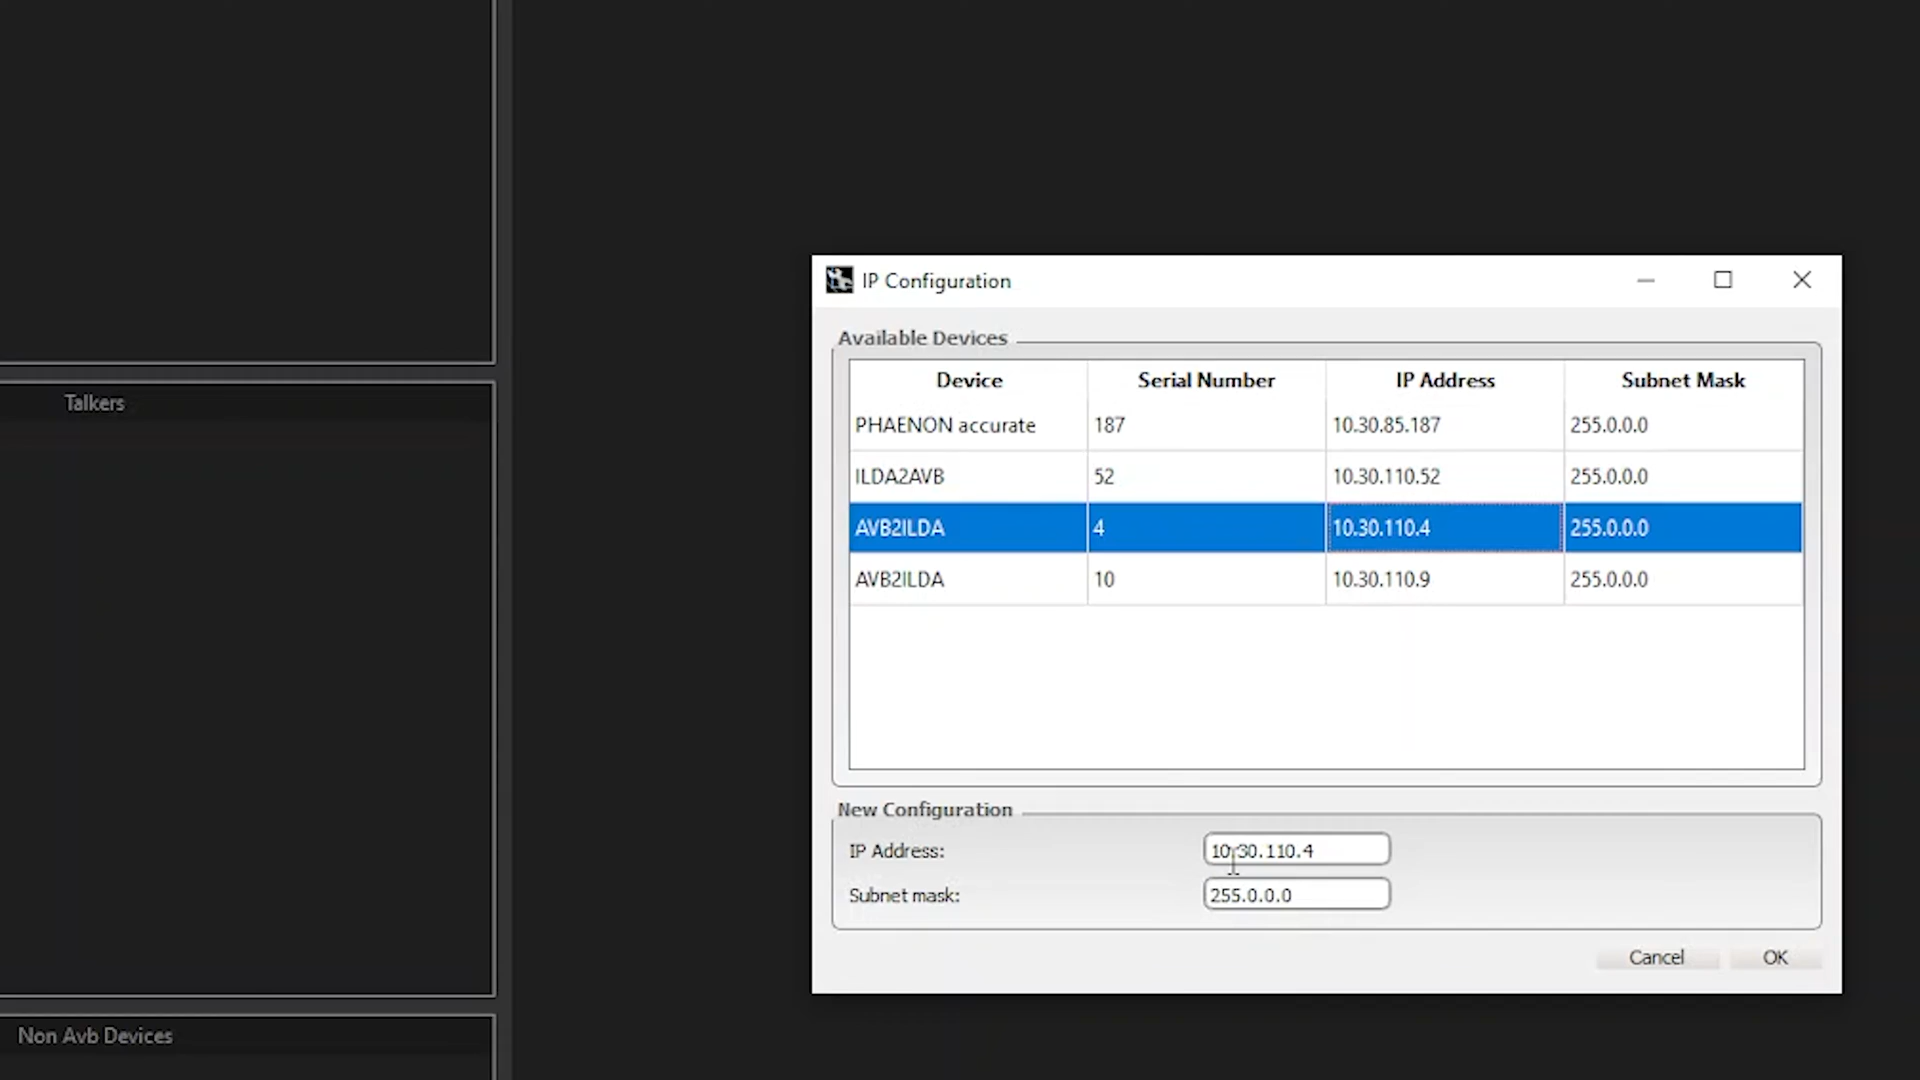 Talkers
Non Avb Devices
IP Configuration
Available Devices
Device Serial Number IP Address Subnet Mask
PHAENON accurate 187 10.30.85.187 255.0.0.0
ILDA2AVB 52 10.30.110.52 255.0.0.0
AVB2ILDA 4 10.30.110.4 255.0.0.0
AVB2ILDA 10 10.30.110.9 255.0.0.0
New Configuration
IP Address: 10.30.110.4
Subnet mask: 255.0.0.0
Cancel OK